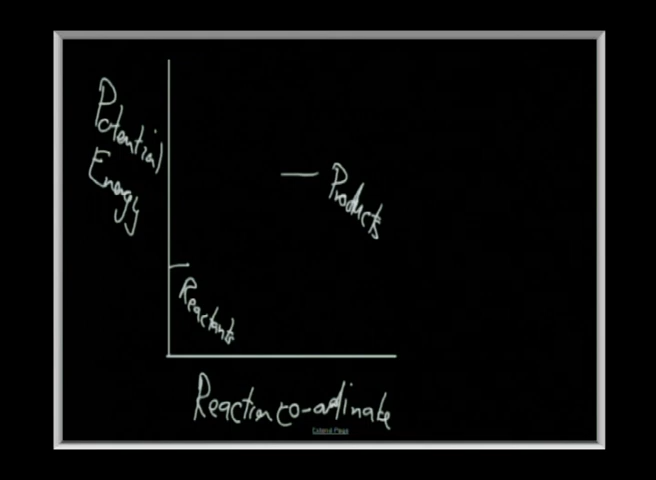 Potential
Energy
Products
Reactants
Reaction co-ordinate